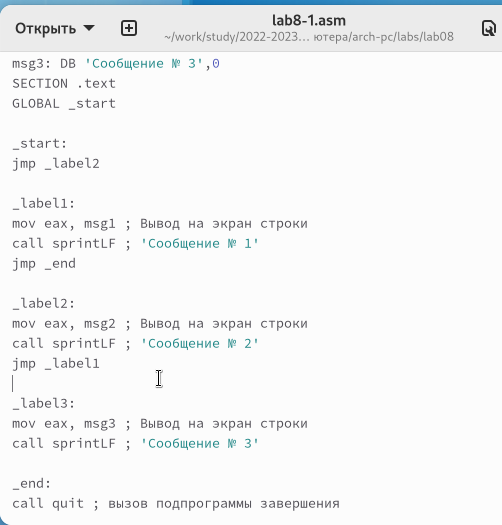 Открыть
lab8-1.asm
~/work/study/2022-2023… ютера/arch-pc/labs/lab08
msg3: DB 'Сообщение № 3',0
SECTION .text
GLOBAL _start
_start:
jmp _label2
_label1:
mov eax, msg1 ; Вывод на экран строки
call sprintLF ; 'Сообщение № 1'
jmp _end
_label2:
mov eax, msg2 ; Вывод на экран строки
call sprintLF ; 'Сообщение № 2'
jmp _label1
_label3:
mov eax, msg3 ; Вывод на экран строки
call sprintLF ; 'Сообщение № 3'
_end:
call quit ; вызов подпрограммы завершения